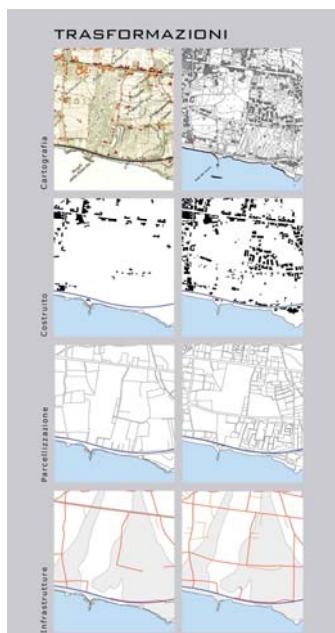 TRASFORMAZIONI
Cartografia
Costruito
Parcellizzazione
Infrastrutture